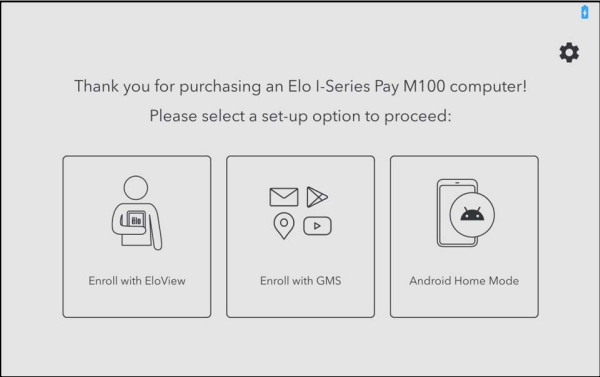 Thank you for purchasing an Elo I-Series Pay M100 computer!
Please select a set-up option to proceed:
Elo
Enroll with EloView
Enroll with GMS
Android Home Mode